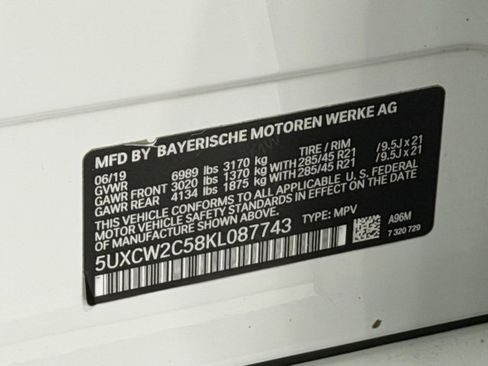 MFD BY BAYERISCHE MOTOREN WERKE AG
06/19 TIRE / RIM
GVWR 6989 lbs 3170 kg
GAWR FRONT 3020 lbs 1370 kg WITH 285/45 R21 /9.5J x 21
GAWR REAR 4134 lbs 1875 kg WITH 285/45 R21 /9.5J x 21
THIS VEHICLE CONFORMS TO ALL APPLICABLE U.S. FEDERAL
MOTOR VEHICLE SAFETY STANDARDS IN EFFECT ON THE DATE
OF MANUFACTURE SHOWN ABOVE.
5UXCW2C58KL087743 TYPE: MPV
A96M
7 320 729